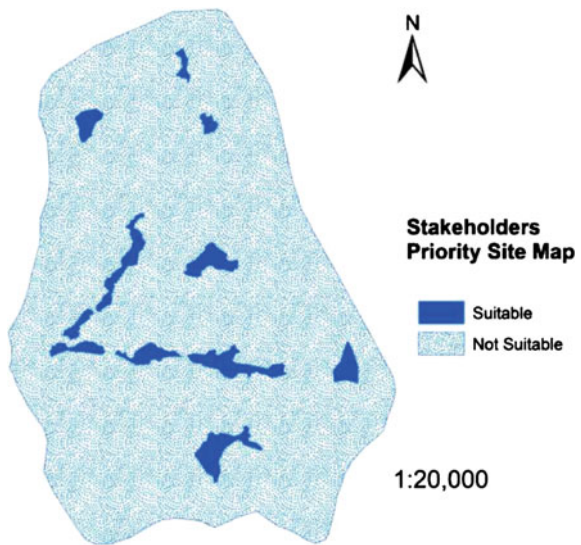 N
Stakeholders
Priority Site Map
Suitable
Not Suitable
1:20,000